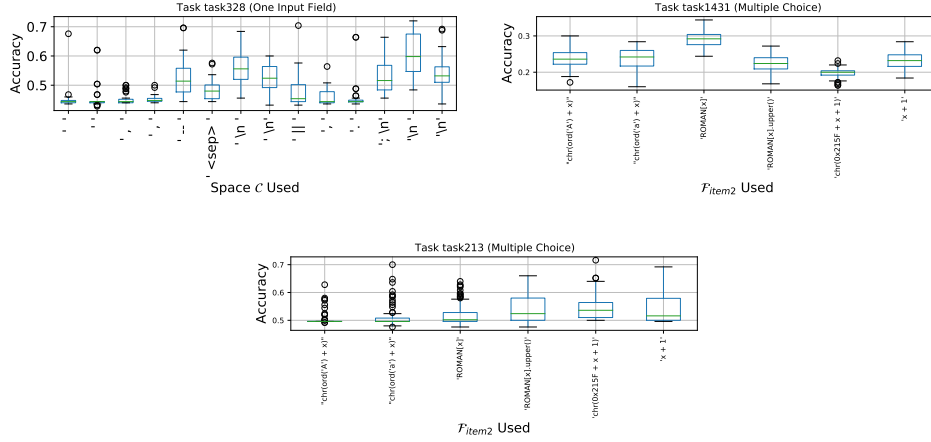 Task task328 (One Input Field)
Accuracy
0.7
0.6
0.5
' '
' '
' , '
' , '
' -- '
' <sep>'
' \n'
' \n'
' || '
' , '
' . '
' ; \n'
'\n'
'\n'
Space C Used
Task task1431 (Multiple Choice)
Accuracy
0.3
0.2
"chr(ord('A') + x)"
"chr(ord('a') + x)"
'ROMAN[x]'
'ROMAN[x].upper()'
'chr(0x215F + x + 1)'
'x + 1'
F_item2 Used
Task task213 (Multiple Choice)
Accuracy
0.7
0.6
0.5
"chr(ord('A') + x)"
"chr(ord('a') + x)"
'ROMAN[x]'
'ROMAN[x].upper()'
'chr(0x215F + x + 1)'
'x + 1'
F_item2 Used